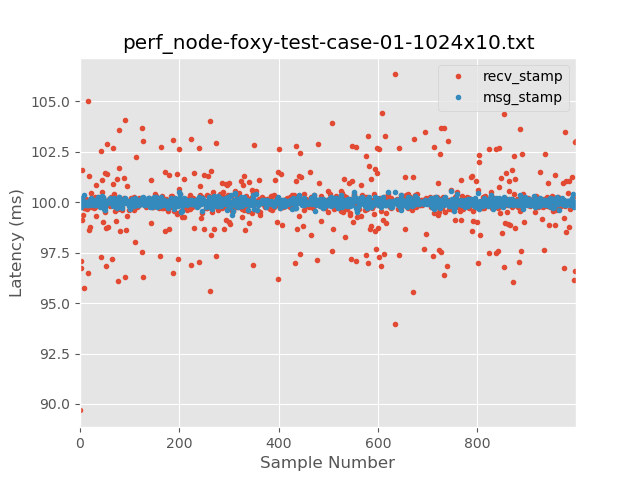 perf_node-foxy-test-case-01-1024x10.txt
recv_stamp
msg_stamp
Latency (ms)
105.0
102.5
100.0
97.5
95.0
92.5
90.0
0 200 400 600 800
Sample Number